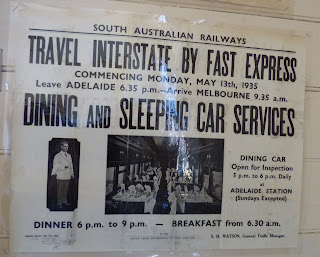 SOUTH AUSTRALIAN RAILWAYS
TRAVEL INTERSTATE BY FAST EXPRESS
COMMENCING MONDAY, MAY 13th, 1935
Leave ADELAIDE 6.35 p.m.—Arrive MELBOURNE 9.35 a.m.
DINING AND SLEEPING CAR SERVICES
DINING CAR
Open for Inspection
5 p.m. to 6 p.m. Daily
at
ADELAIDE STATION
(Sundays Excepted)
DINNER 6 p.m. to 9 p.m. — BREAKFAST from 6.30 a.m.
S. H. WATSON, General Traffic Manager